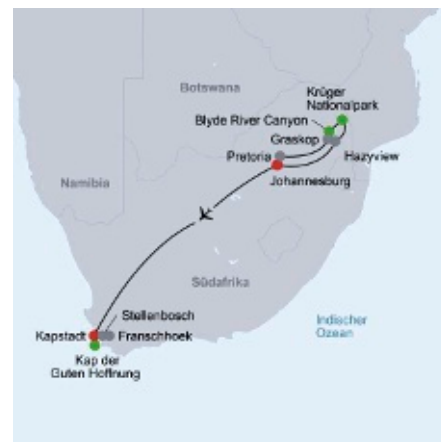 Botswana
Krüger
Nationalpark
Blyde River Canyon
Graskop
Pretoria
Hazyview
Johannesburg
Namibia
Südafrika
Stellenbosch
Kapstadt
Franschhoek
Kap der
Guten Hoffnung
Indischer
Ozean